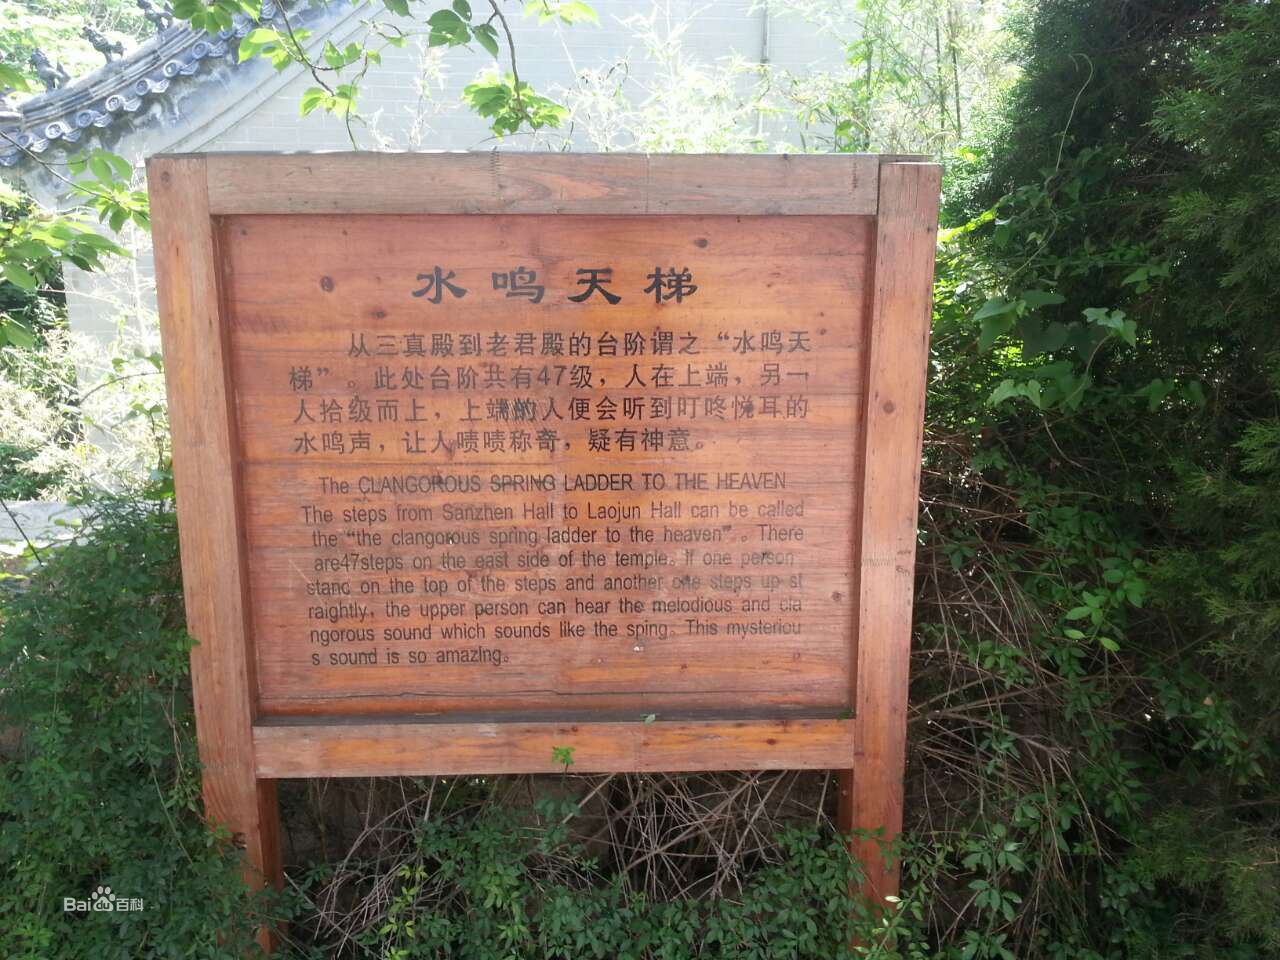 水鸣天梯
从三真殿到老君殿的台阶谓之“水鸣天
梯”。此处台阶共有47级，人在上端，另一
人拾级而上，上端的人便会听到叮咚悦耳的
水鸣声，让人啧啧称奇，疑有神意。
The CLANGOROUS SPRING LADDER TO THE HEAVEN
The steps from Sanzhen Hall to Laojun Hall can be called
the “the clangorous spring ladder to the heaven”。There
are47steps on the east side of the temple。If one person
stand on the top of the steps and another one steps up st
raightly，the upper person can hear the melodious and cla
ngorous sound which sounds like the sping。This mysteriou
s sound is so amazing。
Bai百科